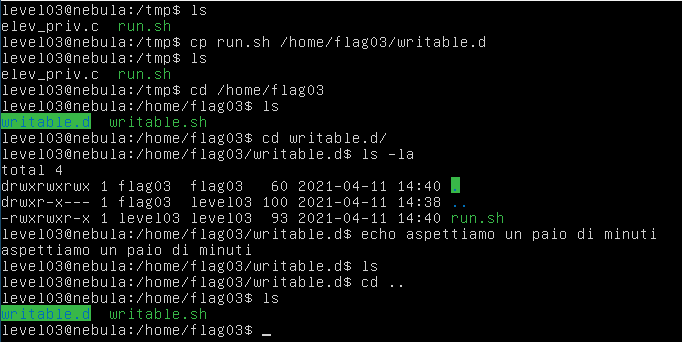 level03@nebula:/tmp$ ls
elev_priv.c  run.sh
level03@nebula:/tmp$ cp run.sh /home/flag03/writable.d
level03@nebula:/tmp$ ls
elev_priv.c  run.sh
level03@nebula:/tmp$ cd /home/flag03
level03@nebula:/home/flag03$ ls
writable.d  writable.sh
level03@nebula:/home/flag03$ cd writable.d/
level03@nebula:/home/flag03/writable.d$ ls -la
total 4
drwxrwxrwx 1 flag03  flag03   60 2021-04-11 14:40 .
drwxr-x--- 1 flag03  level03 100 2021-04-11 14:38 ..
-rwxrwxr-x 1 level03 level03  93 2021-04-11 14:40 run.sh
level03@nebula:/home/flag03/writable.d$ echo aspettiamo un paio di minuti
aspettiamo un paio di minuti
level03@nebula:/home/flag03/writable.d$ ls
level03@nebula:/home/flag03/writable.d$ cd ..
level03@nebula:/home/flag03$ ls
writable.d  writable.sh
level03@nebula:/home/flag03$ _